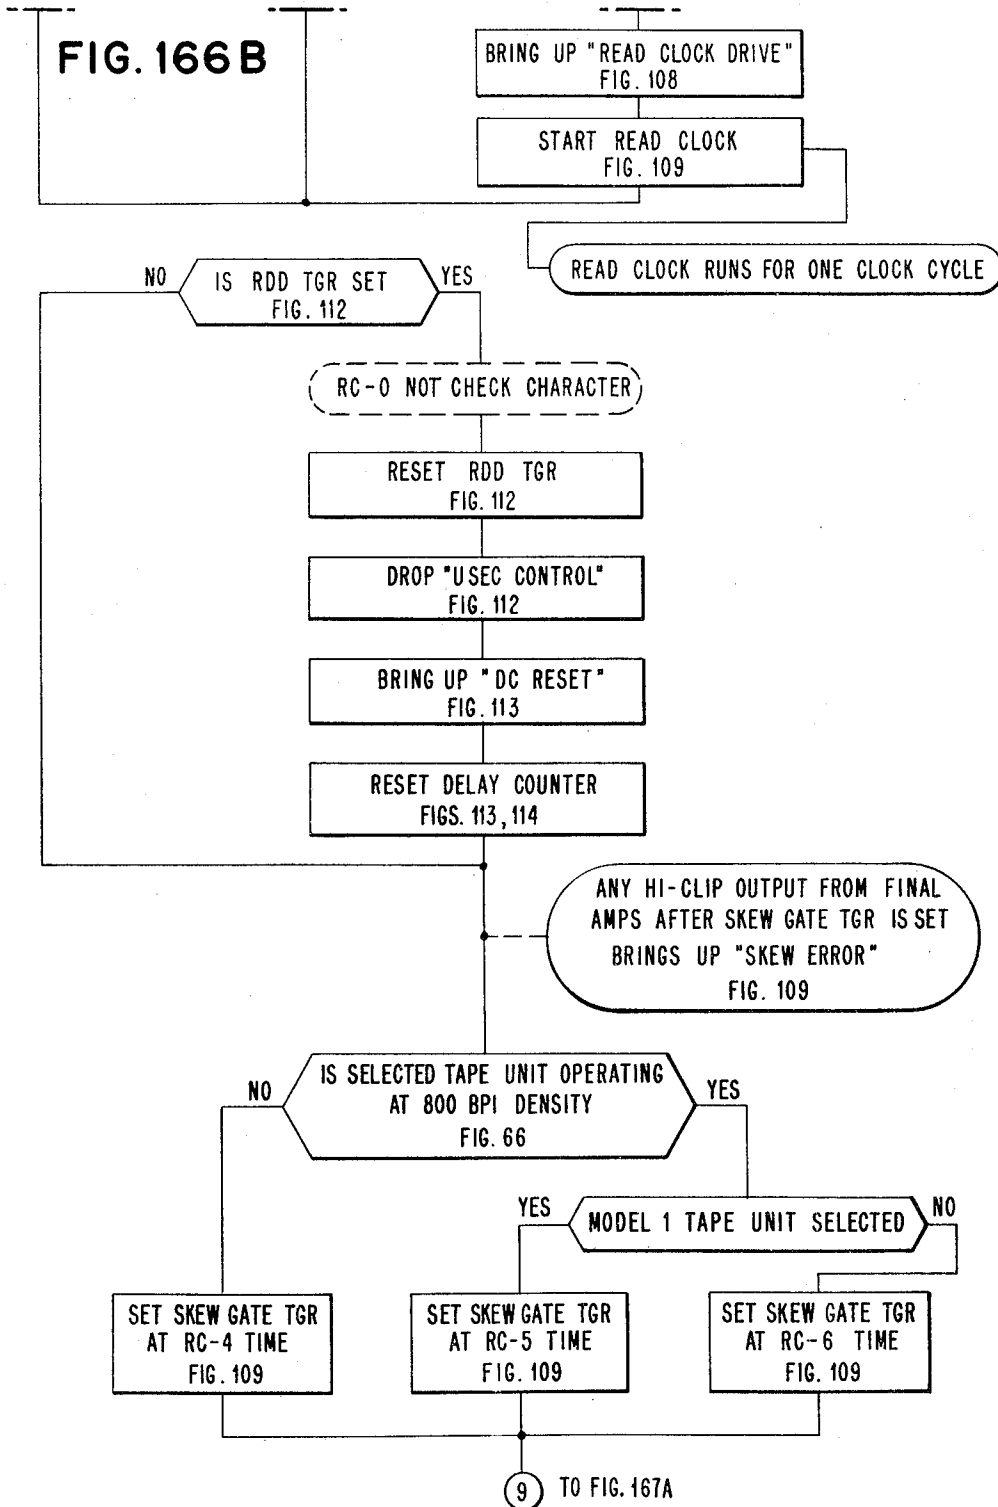 FIG. 166B
BRING UP "READ CLOCK DRIVE"
FIG. 108
START READ CLOCK
FIG. 109
READ CLOCK RUNS FOR ONE CLOCK CYCLE
NO
IS RDD TGR SET
FIG. 112
YES
RC-0 NOT CHECK CHARACTER
RESET RDD TGR
FIG. 112
DROP "USEC CONTROL"
FIG. 112
BRING UP "DC RESET"
FIG. 113
RESET DELAY COUNTER
FIGS. 113, 114
ANY HI-CLIP OUTPUT FROM FINAL
AMPS AFTER SKEW GATE TGR IS SET
BRINGS UP "SKEW ERROR"
FIG. 109
NO
IS SELECTED TAPE UNIT OPERATING
AT 800 BPI DENSITY
FIG. 66
YES
YES
MODEL 1 TAPE UNIT SELECTED
NO
SET SKEW GATE TGR
AT RC-4 TIME
FIG. 109
SET SKEW GATE TGR
AT RC-5 TIME
FIG. 109
SET SKEW GATE TGR
AT RC-6 TIME
FIG. 109
9 TO FIG. 167A